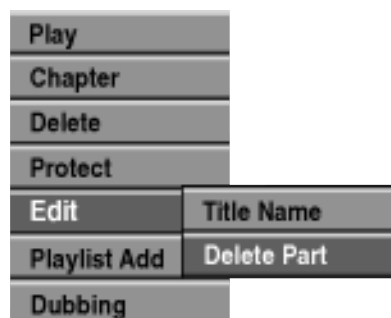 Play
Chapter
Delete
Protect
Edit
Title Name
Playlist Add
Delete Part
Dubbing